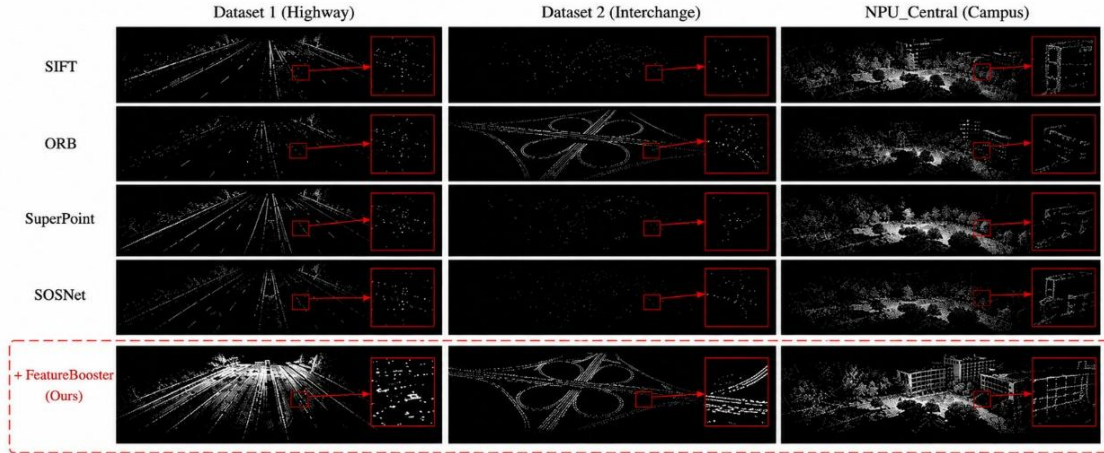 Dataset 1 (Highway) Dataset 2 (Interchange) NPU_Central (Campus)
SIFT
ORB
SuperPoint
SOSNet
+ FeatureBooster
(Ours)